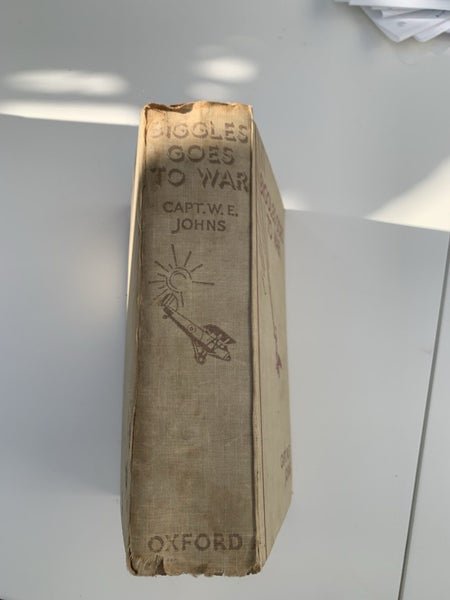 BIGGLES
GOES
TO WAR
CAPT. W. E.
JOHNS
OXFORD